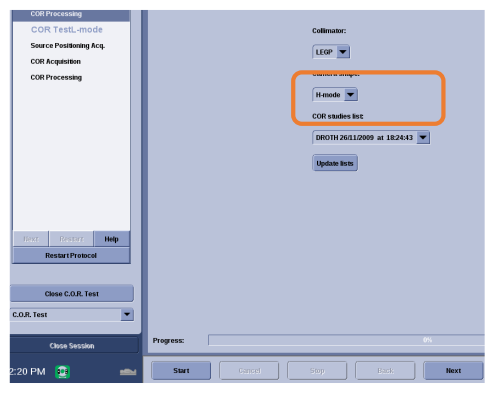 COR Processing
COR TestL-mode
Source Positioning Acq.
COR Acquisition
COR Processing
Next Restart Help
Restart Protocol
Close C.O.R. Test
C.O.R. Test
Close Session
2:20 PM
Collimator:
LEGP
Camera shape:
H-mode
COR studies list:
DROTH 26/11/2009 at 18:24:43
Update lists
Progress: 0%
Start Cancel Stop Back Next